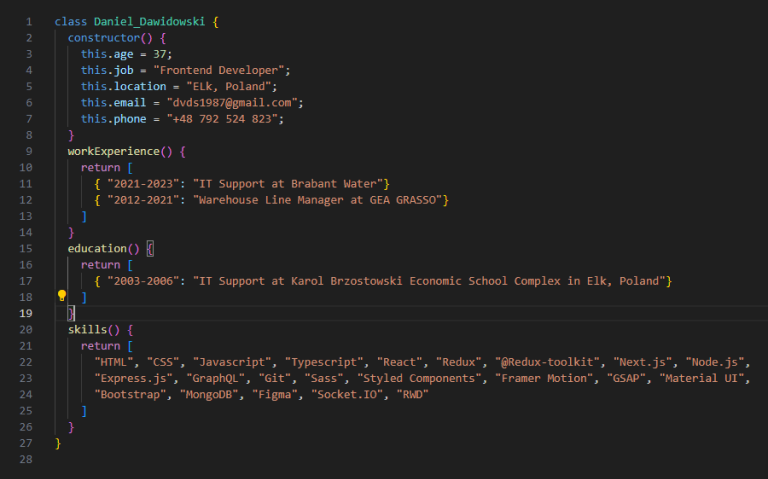 1 class Daniel_Dawidowski {
2 constructor() {
3 this.age = 37;
4 this.job = "Frontend Developer";
5 this.location = "ELk, Poland";
6 this.email = "dvds1987@gmail.com";
7 this.phone = "+48 792 524 823";
8 }
9 workExperience() {
10 return [
11 { "2021-2023": "IT Support at Brabant Water"}
12 { "2012-2021": "Warehouse Line Manager at GEA GRASSO"}
13 ]
14 }
15 education() {
16 return [
17 { "2003-2006": "IT Support at Karol Brzostowski Economic School Complex in Elk, Poland"}
18 ]
19 }
20 skills() {
21 return [
22 "HTML", "CSS", "Javascript", "Typescript", "React", "Redux", "@Redux-toolkit", "Next.js", "Node.js",
23 "Express.js", "GraphQL", "Git", "Sass", "Styled Components", "Framer Motion", "GSAP", "Material UI",
24 "Bootstrap", "MongoDB", "Figma", "Socket.IO", "RWD"
25 ]
26 }
27 }
28